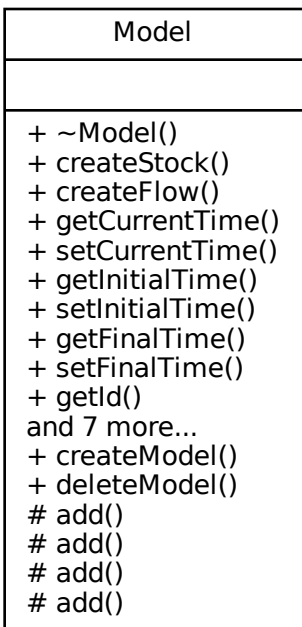 Model
+ ~Model()
+ createStock()
+ createFlow()
+ getCurrentTime()
+ setCurrentTime()
+ getInitialTime()
+ setInitialTime()
+ getFinalTime()
+ setFinalTime()
+ getId()
and 7 more...
+ createModel()
+ deleteModel()
# add()
# add()
# add()
# add()